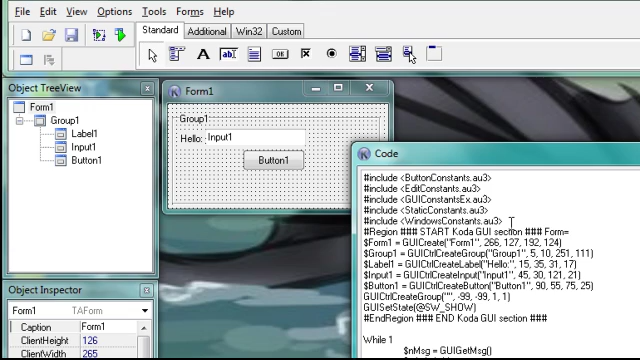 File Edit View Options Tools Forms Help
Standard Additional Win32 Custom
A
ab
OK
Object TreeView
Form1
Group1
Label1
Input1
Button1
Form1
Group1
Hello: Input1
Button1
Code
#include <ButtonConstants.au3>
#include <EditConstants.au3>
#include <GUIConstantsEx.au3>
#include <StaticConstants.au3>
#include <WindowsConstants.au3>
#Region ### START Koda GUI section ### Form=
$Form1 = GUICreate("Form1", 266, 127, 192, 124)
$Group1 = GUICtrlCreateGroup("Group1", 5, 10, 251, 111)
$Label1 = GUICtrlCreateLabel("Hello:", 15, 35, 31, 17)
$Input1 = GUICtrlCreateInput("Input1", 45, 30, 121, 21)
$Button1 = GUICtrlCreateButton("Button1", 90, 55, 75, 25)
GUICtrlCreateGroup("", -99, -99, 1, 1)
GUISetState(@SW_SHOW)
#EndRegion ### END Koda GUI section ###
While 1
$nMsg = GUIGetMsg()
Object Inspector
Form1 TAForm
Caption Form1
ClientHeight 126
ClientWidth 265